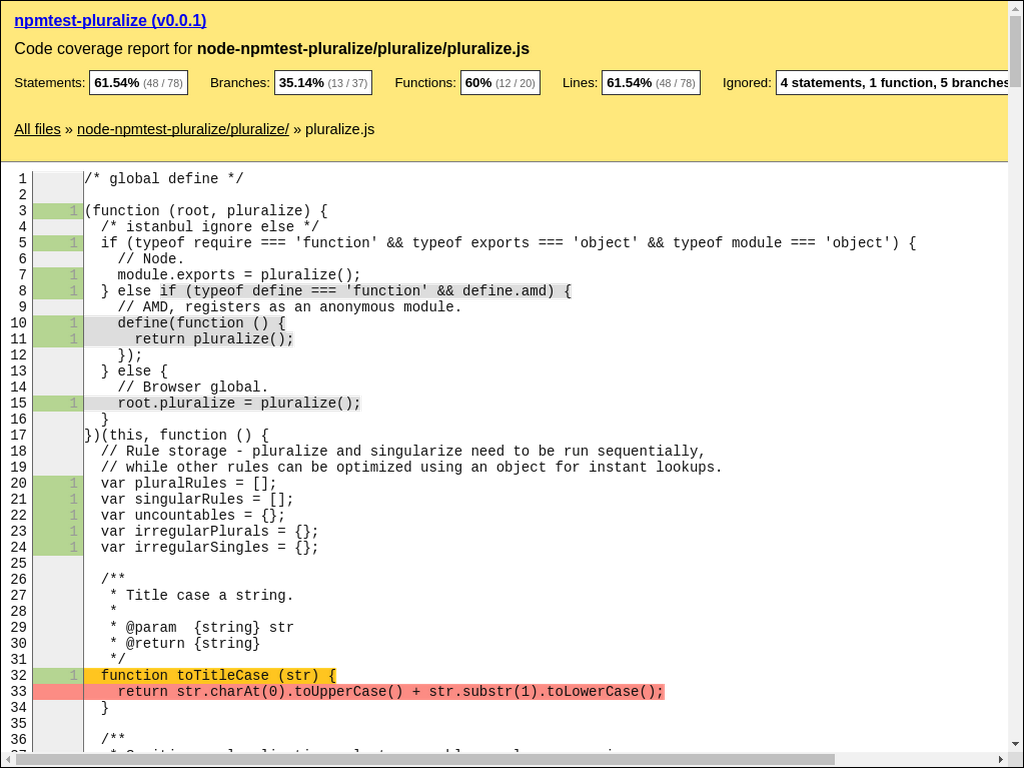 npmtest-pluralize (v0.0.1)
Code coverage report for node-npmtest-pluralize/pluralize/pluralize.js
Statements: 61.54% (48 / 78) Branches: 35.14% (13 / 37) Functions: 60% (12 / 20) Lines: 61.54% (48 / 78) Ignored: 4 statements, 1 function, 5 branches
All files » node-npmtest-pluralize/pluralize/ » pluralize.js
1 /* global define */
2
3 1 (function (root, pluralize) {
4 /* istanbul ignore else */
5 1 if (typeof require === 'function' && typeof exports === 'object' && typeof module === 'object') {
6 // Node.
7 1 module.exports = pluralize();
8 1 } else if (typeof define === 'function' && define.amd) {
9 // AMD, registers as an anonymous module.
10 1 define(function () {
11 1 return pluralize();
12 });
13 } else {
14 // Browser global.
15 1 root.pluralize = pluralize();
16 }
17 })(this, function () {
18 // Rule storage - pluralize and singularize need to be run sequentially,
19 // while other rules can be optimized using an object for instant lookups.
20 1 var pluralRules = [];
21 1 var singularRules = [];
22 1 var uncountables = {};
23 1 var irregularPlurals = {};
24 1 var irregularSingles = {};
25
26 /**
27 * Title case a string.
28 *
29 * @param  {string} str
30 * @return {string}
31 */
32 1 function toTitleCase (str) {
33 return str.charAt(0).toUpperCase() + str.substr(1).toLowerCase();
34 }
35
36 /**